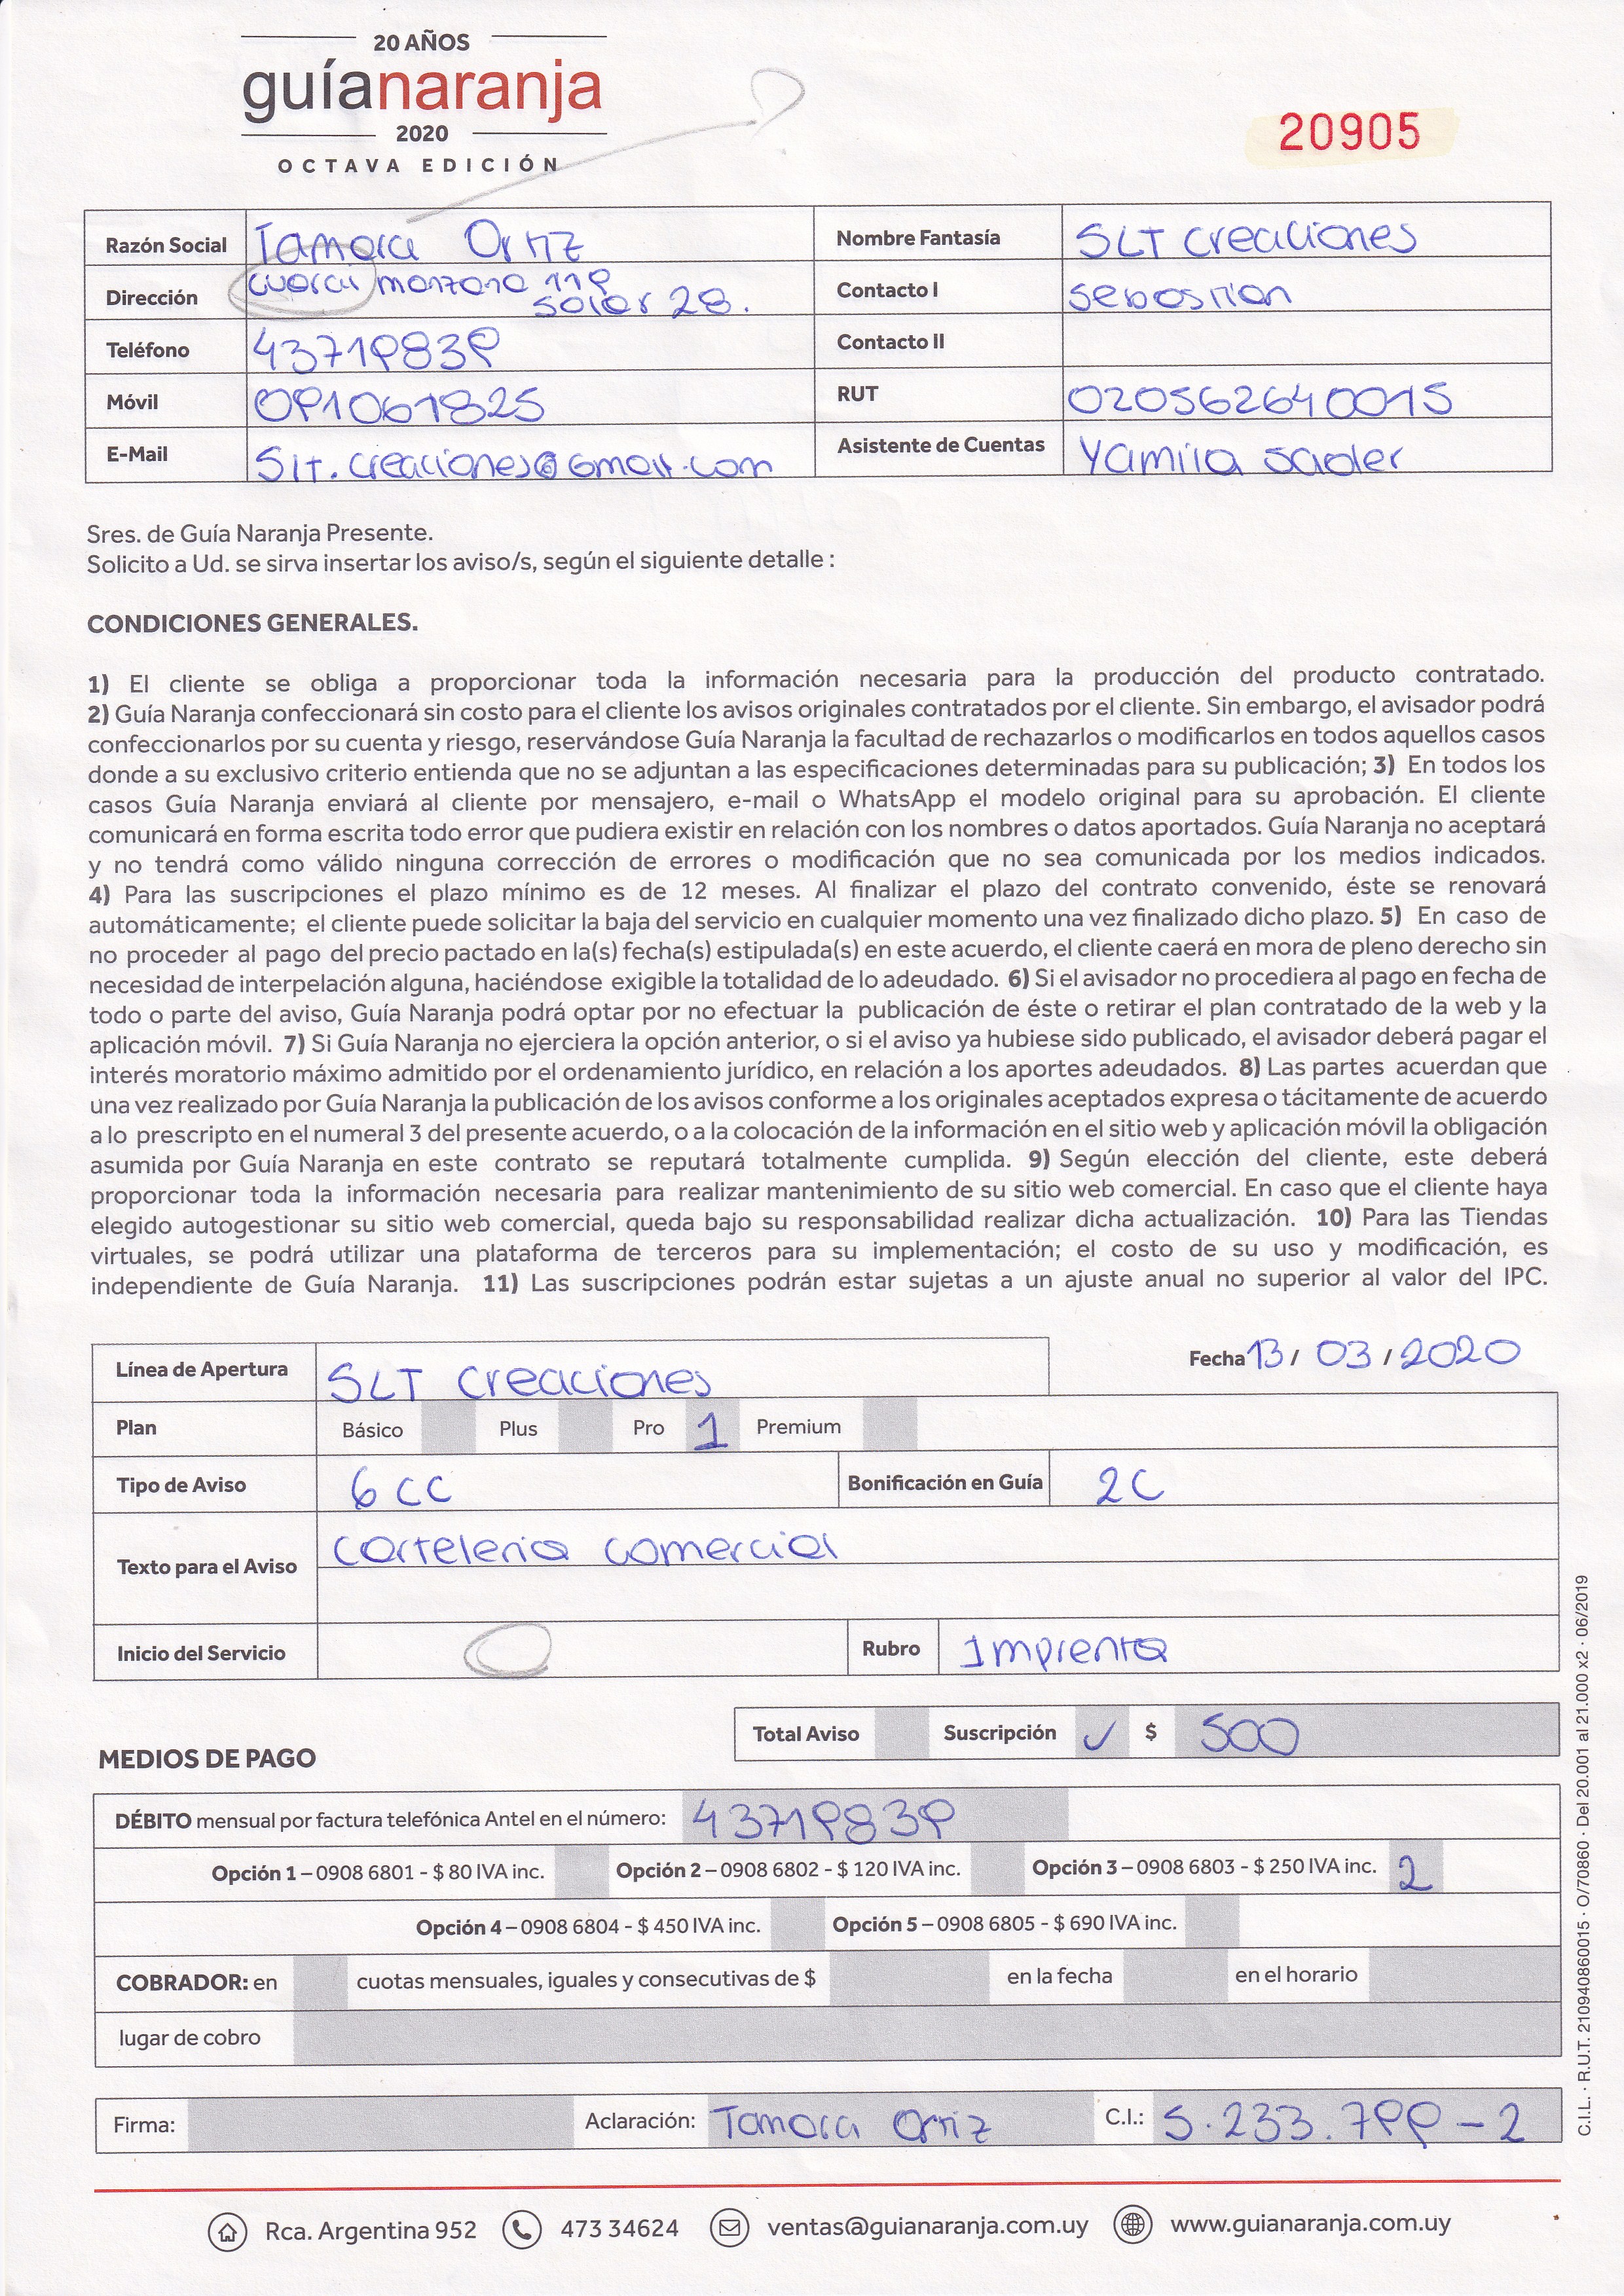 20 AÑOS
guíanaranja
2020
OCTAVA EDICIÓN
20905
Razón Social Tamara Ortiz Nombre Fantasía SLT Creaciones
Dirección manzana 119 solar 28. Contacto I Sebastian
Teléfono 43719839 Contacto II
Móvil 091061825 RUT 020562640015
E-Mail Slt.creaciones@Gmail.com Asistente de Cuentas Yamila Sader
Sres. de Guía Naranja Presente.
Solicito a Ud. se sirva insertar los aviso/s, según el siguiente detalle :
CONDICIONES GENERALES.
1) El cliente se obliga a proporcionar toda la información necesaria para la producción del producto contratado.
2) Guía Naranja confeccionará sin costo para el cliente los avisos originales contratados por el cliente. Sin embargo, el avisador podrá
confeccionarlos por su cuenta y riesgo, reservándose Guía Naranja la facultad de rechazarlos o modificarlos en todos aquellos casos
donde a su exclusivo criterio entienda que no se adjuntan a las especificaciones determinadas para su publicación; 3) En todos los
casos Guía Naranja enviará al cliente por mensajero, e-mail o WhatsApp el modelo original para su aprobación. El cliente
comunicará en forma escrita todo error que pudiera existir en relación con los nombres o datos aportados. Guía Naranja no aceptará
y no tendrá como válido ninguna corrección de errores o modificación que no sea comunicada por los medios indicados.
4) Para las suscripciones el plazo mínimo es de 12 meses. Al finalizar el plazo del contrato convenido, éste se renovará
automáticamente; el cliente puede solicitar la baja del servicio en cualquier momento una vez finalizado dicho plazo. 5) En caso de
no proceder al pago del precio pactado en la(s) fecha(s) estipulada(s) en este acuerdo, el cliente caerá en mora de pleno derecho sin
necesidad de interpelación alguna, haciéndose exigible la totalidad de lo adeudado. 6) Si el avisador no procediera al pago en fecha de
todo o parte del aviso, Guía Naranja podrá optar por no efectuar la publicación de éste o retirar el plan contratado de la web y la
aplicación móvil. 7) Si Guía Naranja no ejerciera la opción anterior, o si el aviso ya hubiese sido publicado, el avisador deberá pagar el
interés moratorio máximo admitido por el ordenamiento jurídico, en relación a los aportes adeudados. 8) Las partes acuerdan que
una vez realizado por Guía Naranja la publicación de los avisos conforme a los originales aceptados expresa o tácitamente de acuerdo
a lo prescripto en el numeral 3 del presente acuerdo, o a la colocación de la información en el sitio web y aplicación móvil la obligación
asumida por Guía Naranja en este contrato se reputará totalmente cumplida. 9) Según elección del cliente, este deberá
proporcionar toda la información necesaria para realizar mantenimiento de su sitio web comercial. En caso que el cliente haya
elegido autogestionar su sitio web comercial, queda bajo su responsabilidad realizar dicha actualización. 10) Para las Tiendas
virtuales, se podrá utilizar una plataforma de terceros para su implementación; el costo de su uso y modificación, es
independiente de Guía Naranja. 11) Las suscripciones podrán estar sujetas a un ajuste anual no superior al valor del IPC.
Fecha 13 / 03 / 2020
Línea de Apertura SLT Creaciones
Plan Básico Plus Pro 1 Premium
Tipo de Aviso 6 CC Bonificación en Guía 2C
Texto para el Aviso Carteleria comercial
Inicio del Servicio Rubro Imprenta
Total Aviso Suscripción ✓ $ 500
MEDIOS DE PAGO
DÉBITO mensual por factura telefónica Antel en el número: 43719839
Opción 1 – 0908 6801 - $ 80 IVA inc. Opción 2 – 0908 6802 - $ 120 IVA inc. Opción 3 – 0908 6803 - $ 250 IVA inc. 2
Opción 4 – 0908 6804 - $ 450 IVA inc. Opción 5 – 0908 6805 - $ 690 IVA inc.
COBRADOR: en cuotas mensuales, iguales y consecutivas de $ en la fecha en el horario
lugar de cobro
Firma: Aclaración: Tamara Ortiz C.I.: 5.233.799-2
Rca. Argentina 952 473 34624 ventas@guianaranja.com.uy www.guianaranja.com.uy
C.I.L. · R.U.T. 210940860015 · O/70860 · Del 20.001 al 21.000 x2 · 06/2019